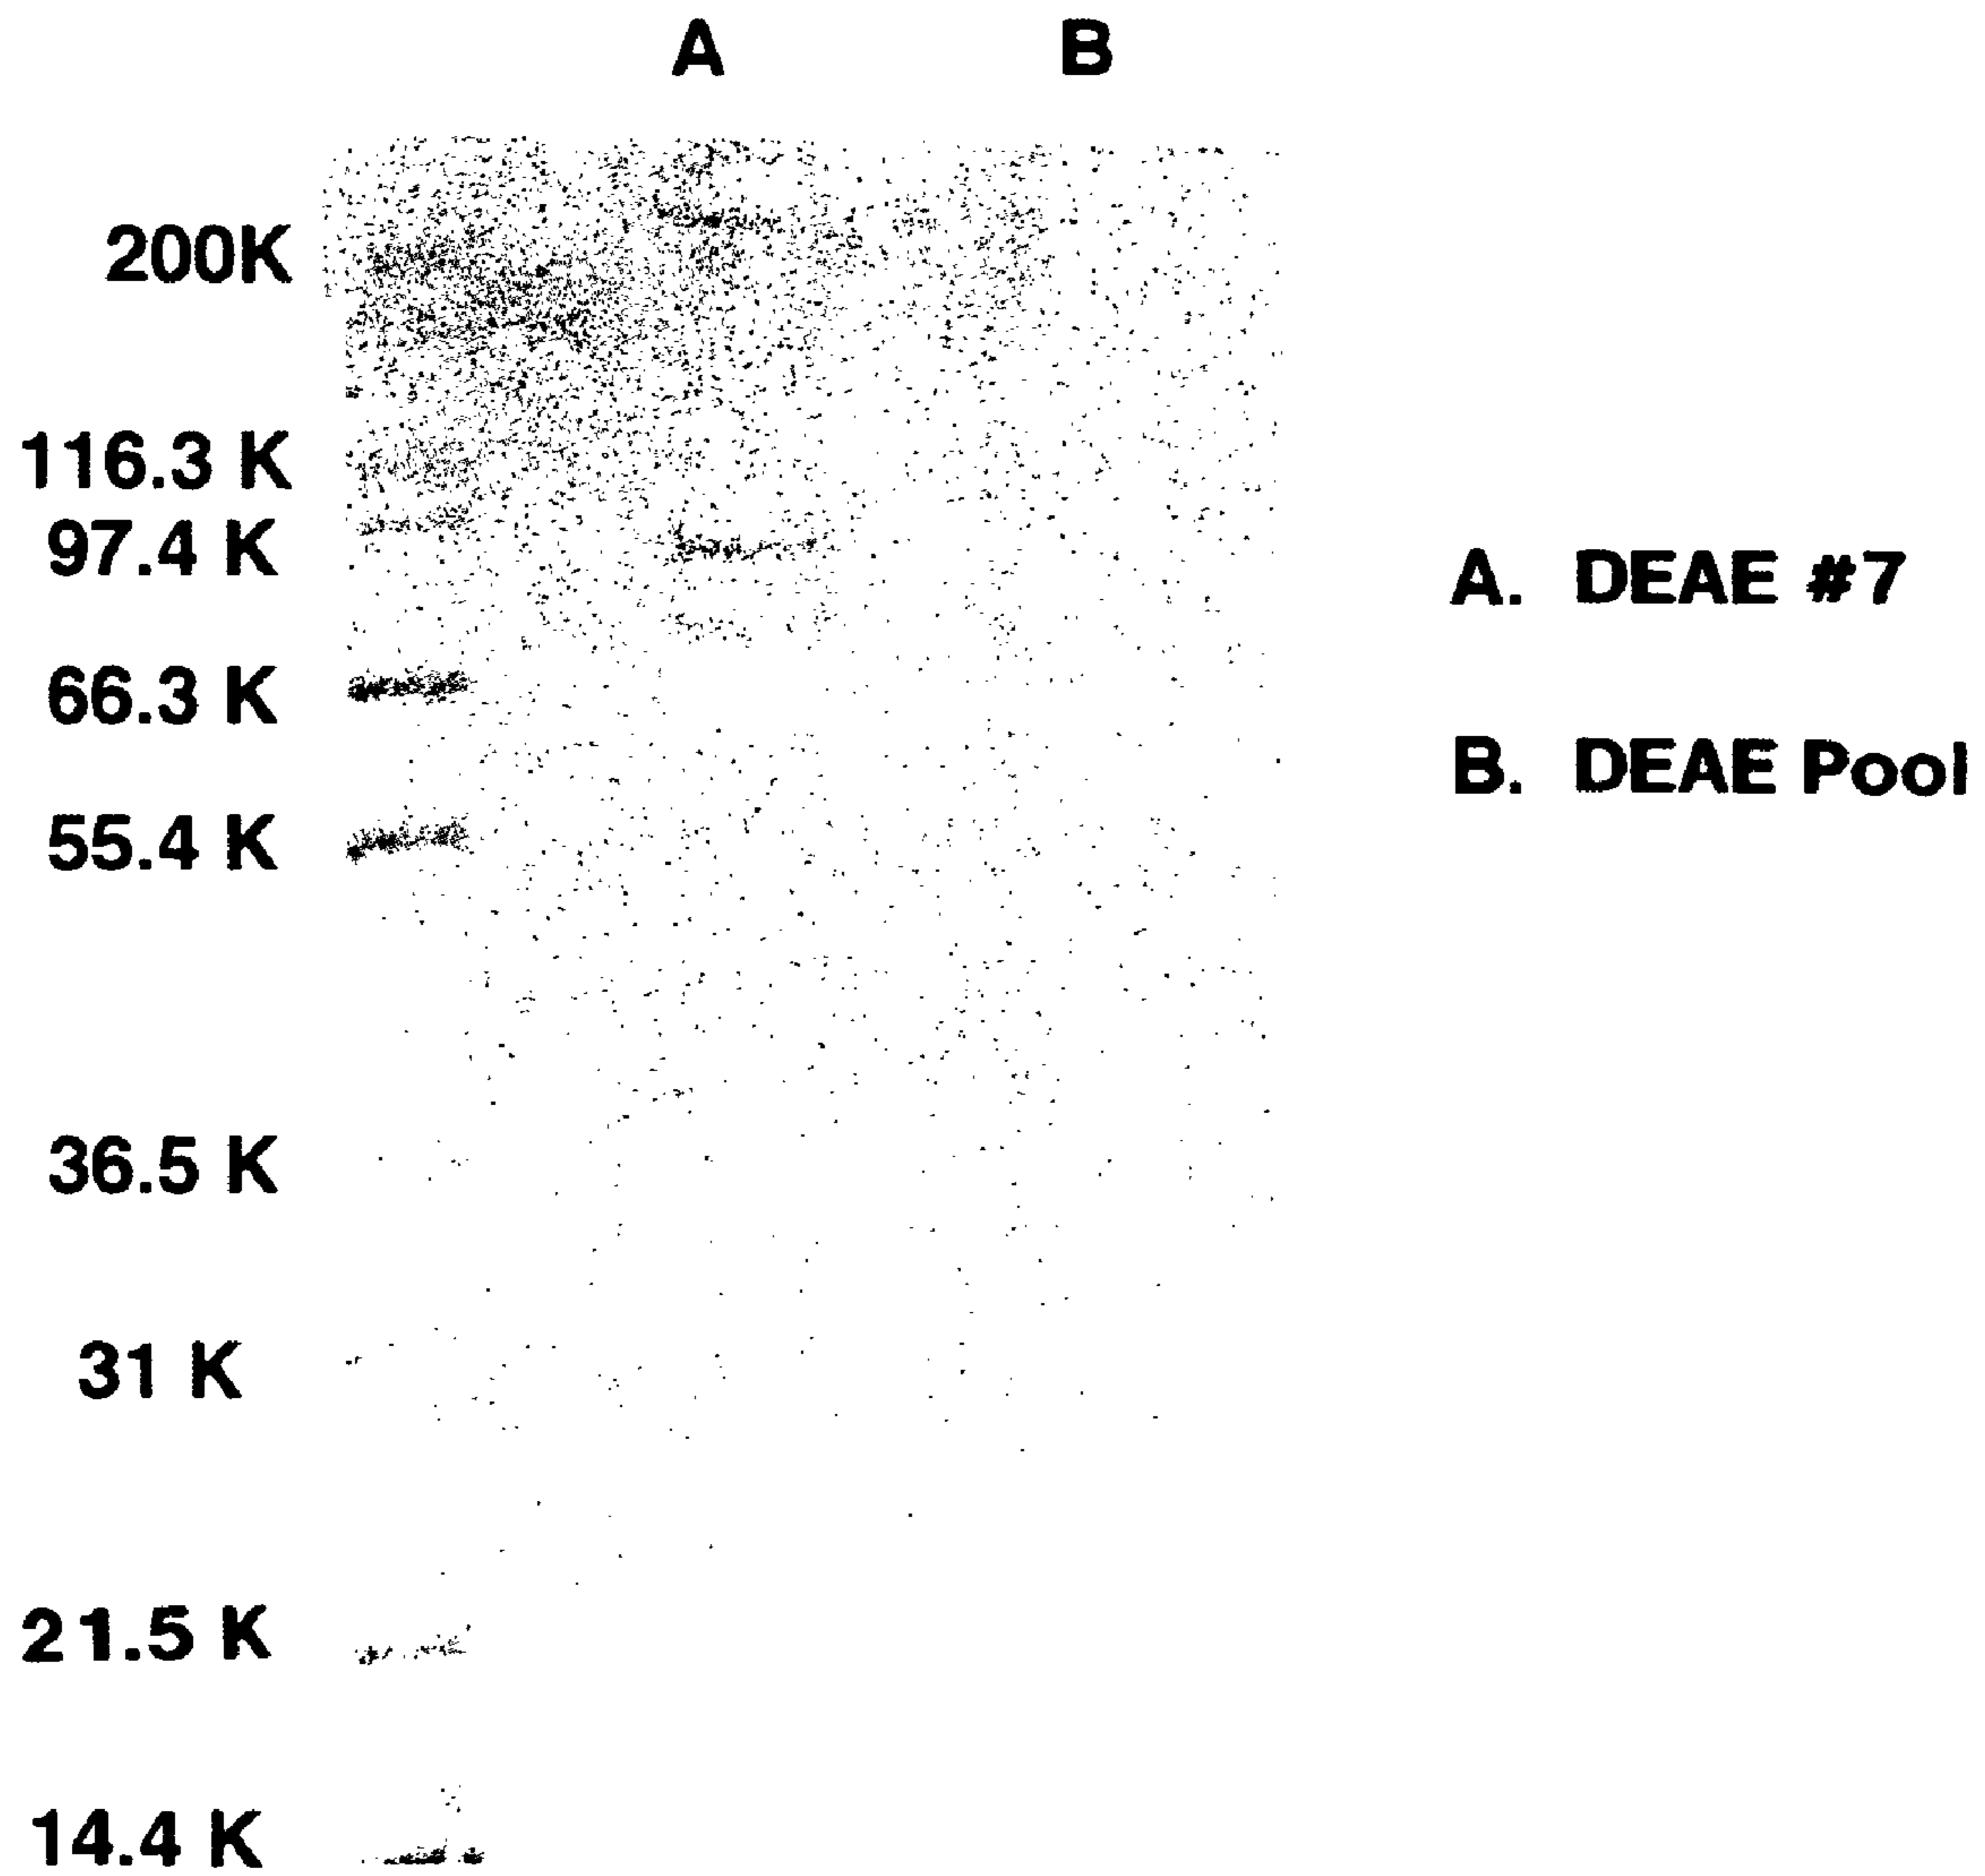 A B
200K
116.3 K
97.4 K
66.3 K
55.4 K
36.5 K
31 K
21.5 K
14.4 K
A. DEAE #7
B. DEAE Pool